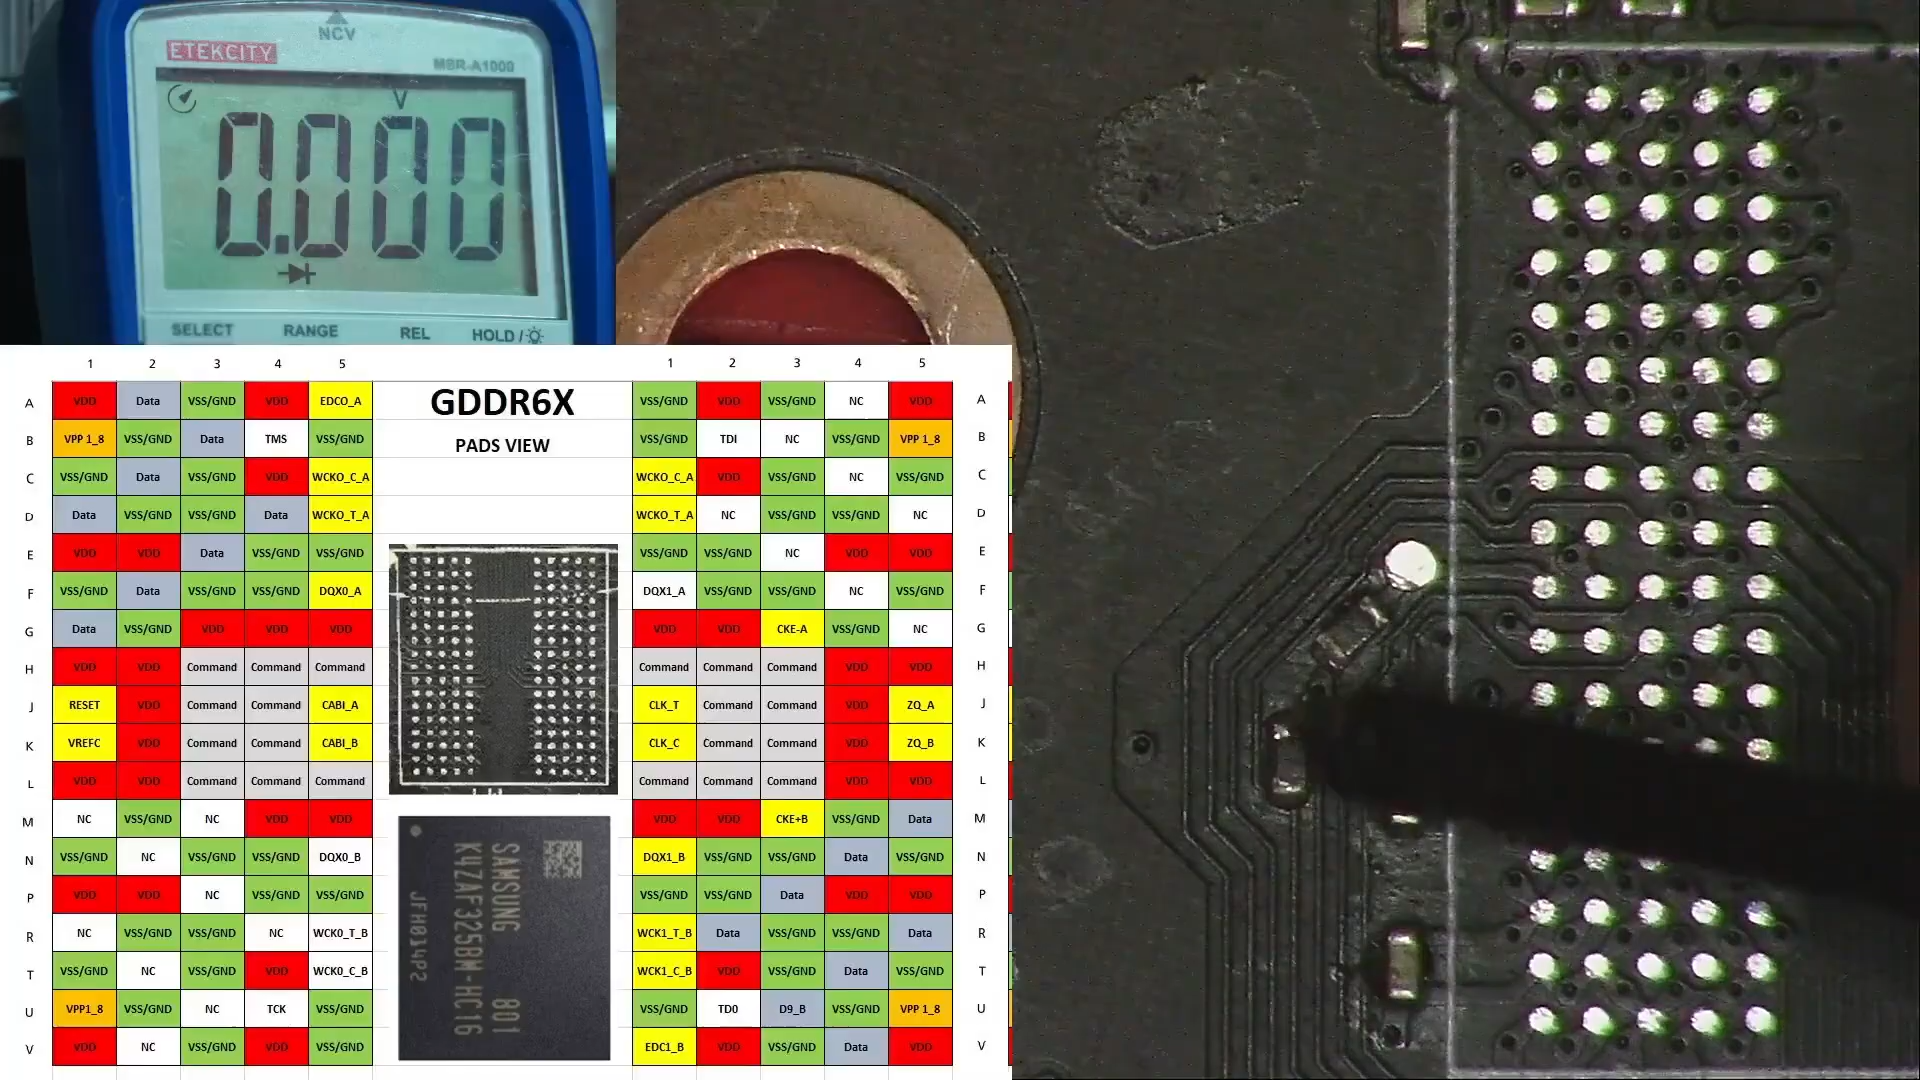 NCV
ETEKCITY
MSR-A1000
V
0.000
SELECT RANGE REL HOLD /
1 2 3 4 5 1 2 3 4 5
A VDD Data VSS/GND VDD EDCO_A GDDR6X VSS/GND VDD VSS/GND NC VDD A
B VPP 1_8 VSS/GND Data TMS VSS/GND PADS VIEW VSS/GND TDI NC VSS/GND VPP 1_8 B
C VSS/GND Data VSS/GND VDD WCKO_C_A WCKO_C_A VDD VSS/GND NC VSS/GND C
D Data VSS/GND VSS/GND Data WCKO_T_A WCKO_T_A NC VSS/GND VSS/GND NC D
E VDD VDD Data VSS/GND VSS/GND VSS/GND VSS/GND NC VDD VDD E
F VSS/GND Data VSS/GND VSS/GND DQX0_A DQX1_A VSS/GND VSS/GND NC VSS/GND F
G Data VSS/GND VDD VDD VDD VDD VDD CKE-A VSS/GND NC G
H VDD VDD Command Command Command Command Command Command VDD VDD H
J RESET VDD Command Command CABI_A CLK_T Command Command VDD ZQ_A J
K VREFC VDD Command Command CABI_B CLK_C Command Command VDD ZQ_B K
L VDD VDD Command Command Command Command Command Command VDD VDD L
M NC VSS/GND NC VDD VDD VDD VDD CKE+B VSS/GND Data M
N VSS/GND NC VSS/GND VSS/GND DQX0_B DQX1_B VSS/GND VSS/GND Data VSS/GND N
P VDD VDD NC VSS/GND VSS/GND VSS/GND VSS/GND Data VDD VDD P
R NC VSS/GND VSS/GND NC WCK0_T_B WCK1_T_B Data VSS/GND VSS/GND Data R
T VSS/GND NC VSS/GND VDD WCK0_C_B WCK1_C_B VDD VSS/GND Data VSS/GND T
U VPP1_8 VSS/GND NC TCK VSS/GND VSS/GND TD0 D9_B VSS/GND VPP 1_8 U
V VDD NC VSS/GND VDD VSS/GND EDC1_B VDD VSS/GND Data VDD V
SAMSUNG 801
K4ZAF325BM-HC16
JFH014P2